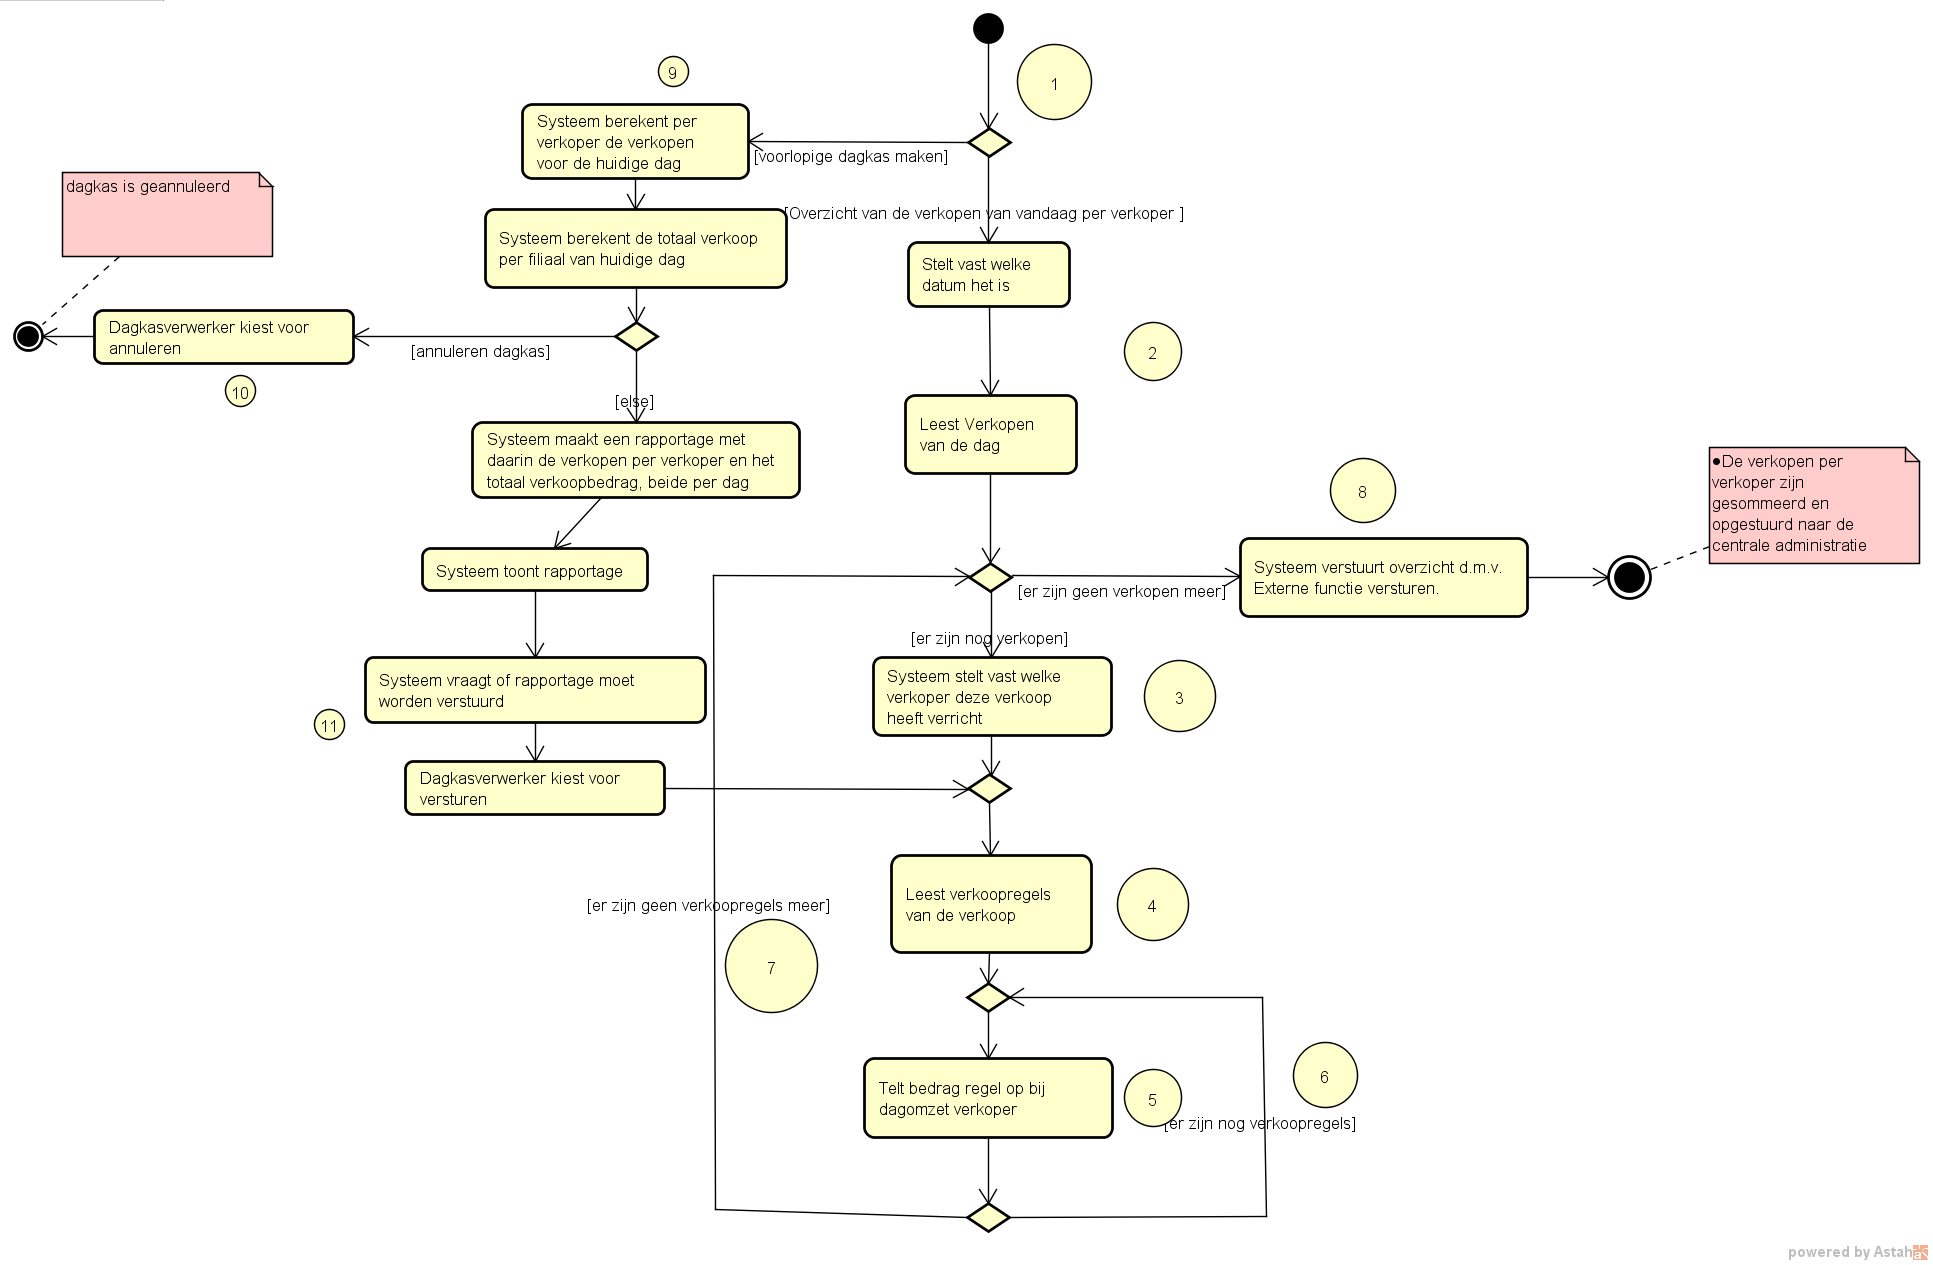 1
9
Systeem berekent per
verkoper de verkopen
voor de huidige dag
[voorlopige dagkas maken]
dagkas is geannuleerd
[Overzicht van de verkopen van vandaag per verkoper ]
Systeem berekent de totaal verkoop
per filiaal van huidige dag
Stelt vast welke
datum het is
Dagkasverwerker kiest voor
annuleren
[annuleren dagkas]
10
2
[else]
Leest Verkopen
van de dag
Systeem maakt een rapportage met
daarin de verkopen per verkoper en het
totaal verkoopbedrag, beide per dag
8
●De verkopen per
verkoper zijn
gesommeerd en
opgestuurd naar de
centrale administratie
Systeem toont rapportage
[er zijn geen verkopen meer]
Systeem verstuurt overzicht d.m.v.
Externe functie versturen.
[er zijn nog verkopen]
Systeem vraagt of rapportage moet
worden verstuurd
Systeem stelt vast welke
verkoper deze verkoop
heeft verricht
3
11
Dagkasverwerker kiest voor
versturen
Leest verkoopregels
van de verkoop
4
[er zijn geen verkoopregels meer]
7
Telt bedrag regel op bij
dagomzet verkoper
5
6
[er zijn nog verkoopregels]
powered by Astah